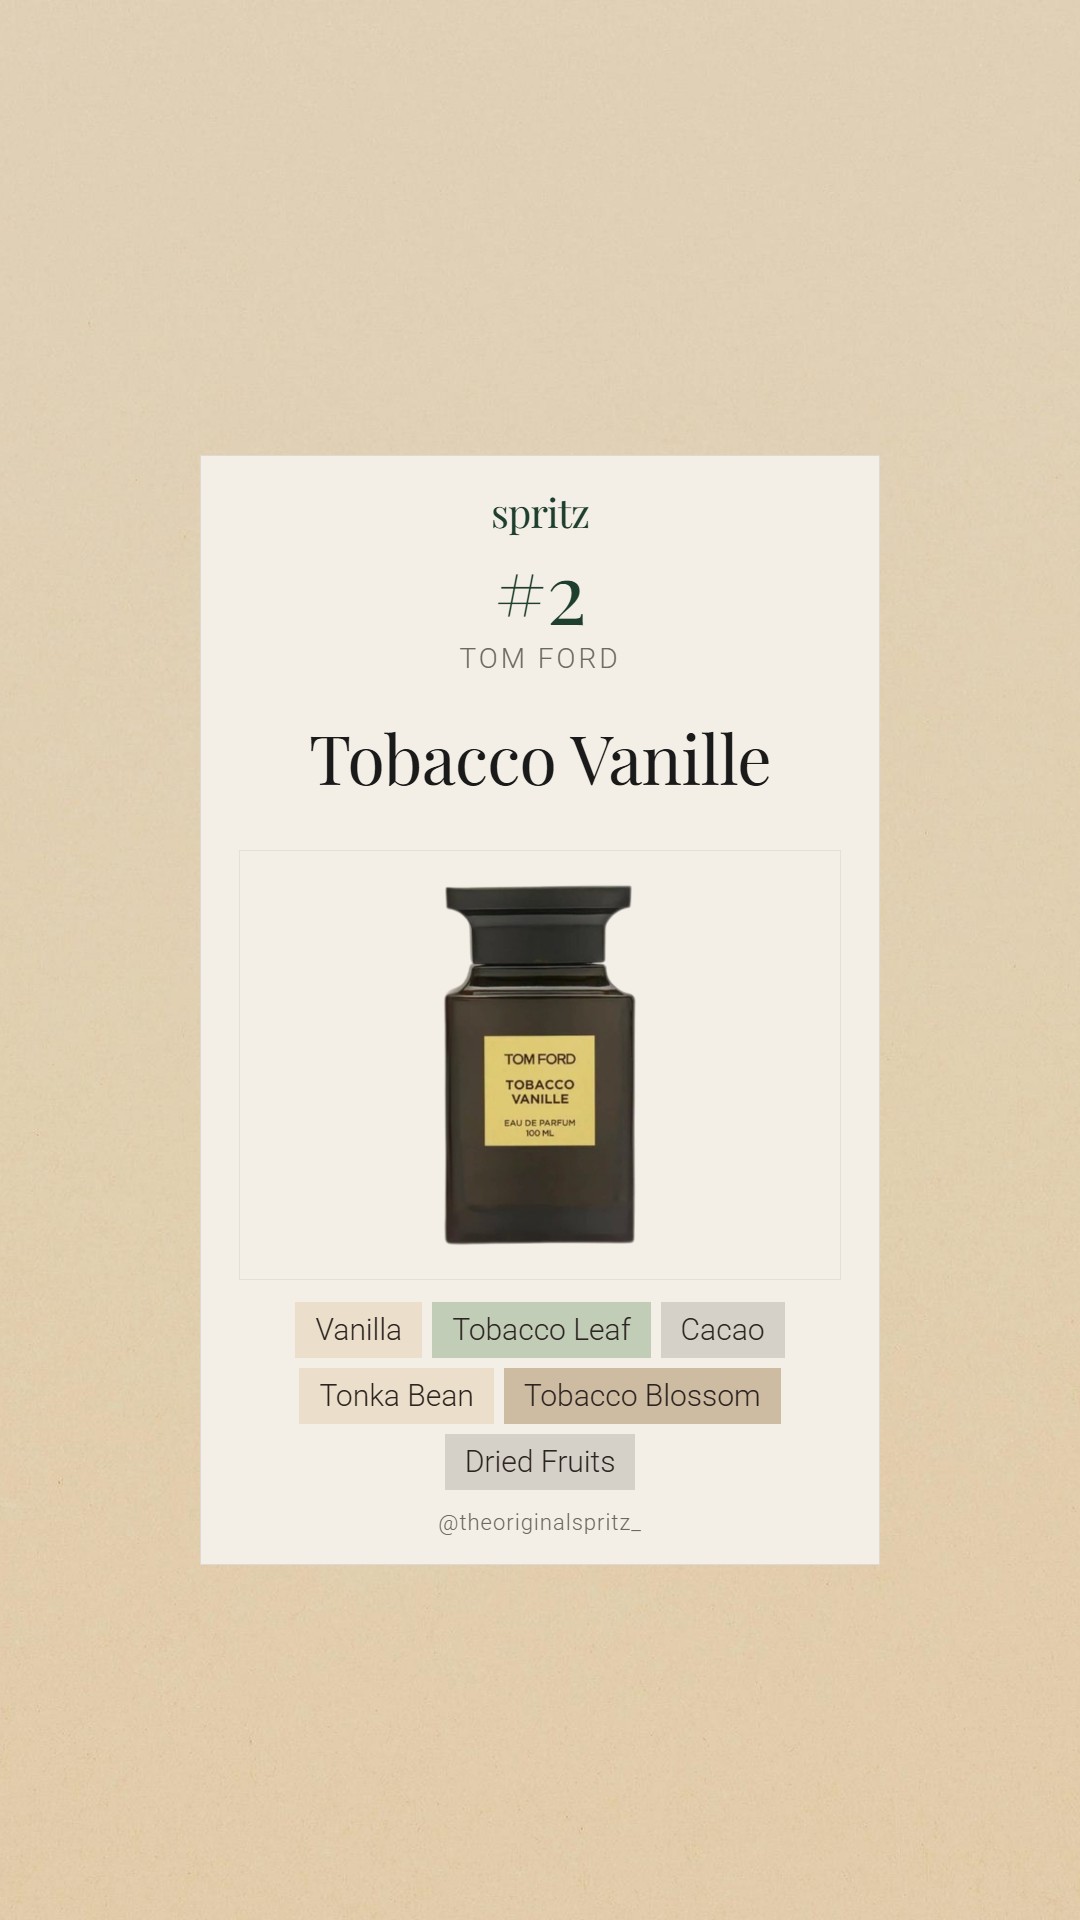 spritz
#2
TOM FORD
Tobacco Vanille
TOM FORD
TOBACCO
VANILLE
EAU DE PARFUM
100 ML
Vanilla
Tobacco Leaf
Cacao
Tonka Bean
Tobacco Blossom
Dried Fruits
@theoriginalspritz_